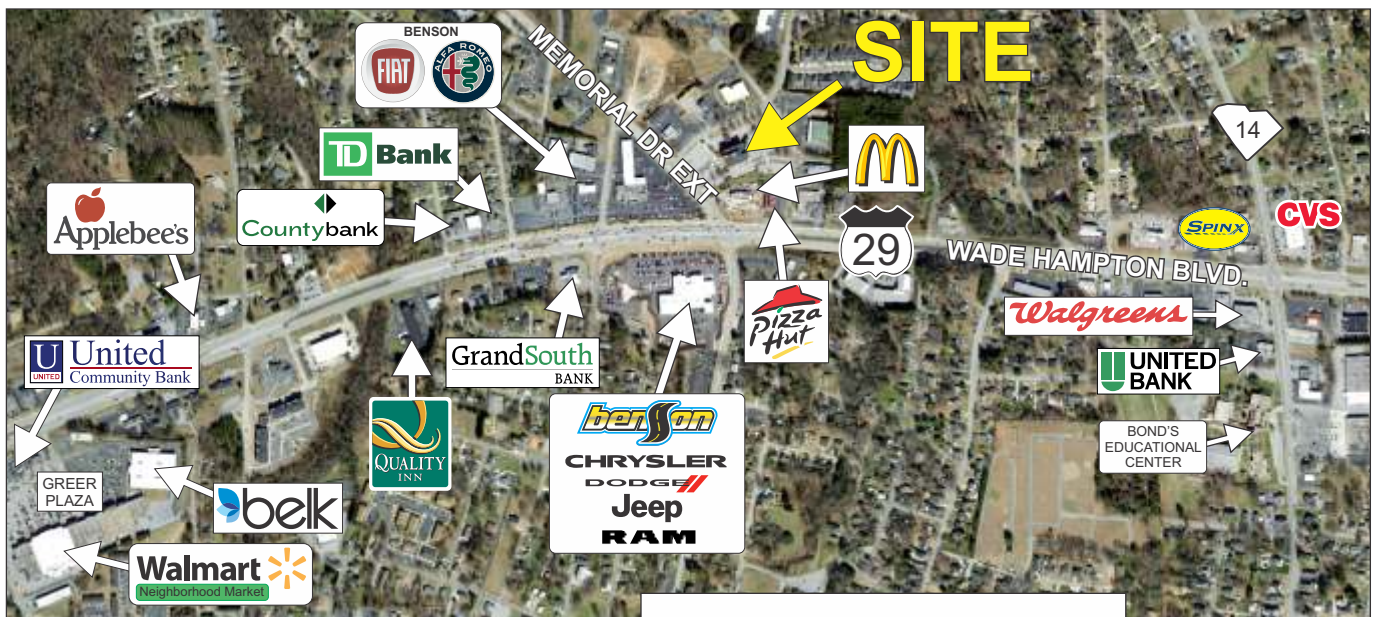 BENSON
FIAT
ALFA ROMEO
MEMORIAL DR EXT
SITE
14
TD Bank
M
Applebee's
Countybank
29
WADE HAMPTON BLVD.
SPINX
CVS
Walgreens
U
UNITED
United
Community Bank
GrandSouth
BANK
Pizza
Hut
UNITED
BANK
QUALITY
INN
benson
CHRYSLER
DODGE
Jeep
RAM
BOND'S
EDUCATIONAL
CENTER
GREER
PLAZA
belk
Walmart
Neighborhood Market